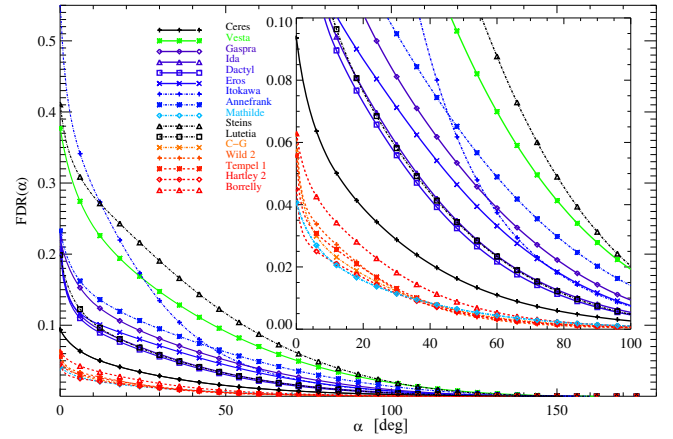 0.5
0.4
0.3
0.2
0.1
FDR(α)
0
50
100
150
α [deg]
Ceres
Vesta
Gaspra
Ida
Dactyl
Eros
Itokawa
Annefrank
Mathilde
Steins
Lutetia
C−G
Wild 2
Tempel 1
Hartley 2
Borrelly
0.10
0.08
0.06
0.04
0.02
0.00
0
20
40
60
80
100